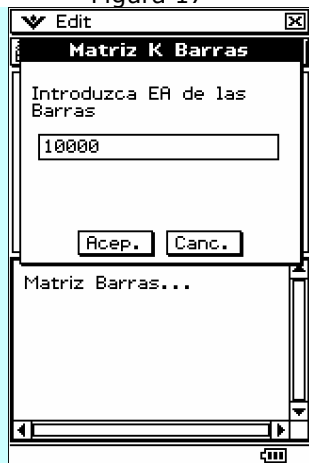 Figura 17
Edit
Matriz K Barras
Introduzca EA de las
Barras
10000
Acep. Canc.
Matriz Barras...